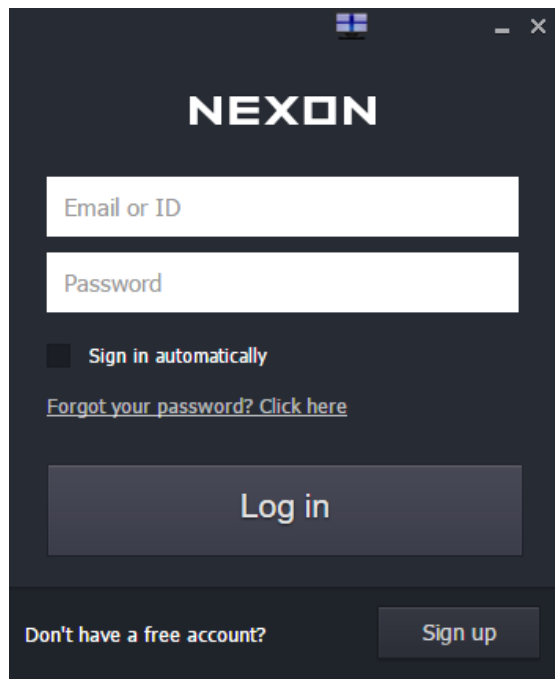 NEXON
Email or ID
Password
Sign in automatically
Forgot your password? Click here
Log in
Don't have a free account?
Sign up